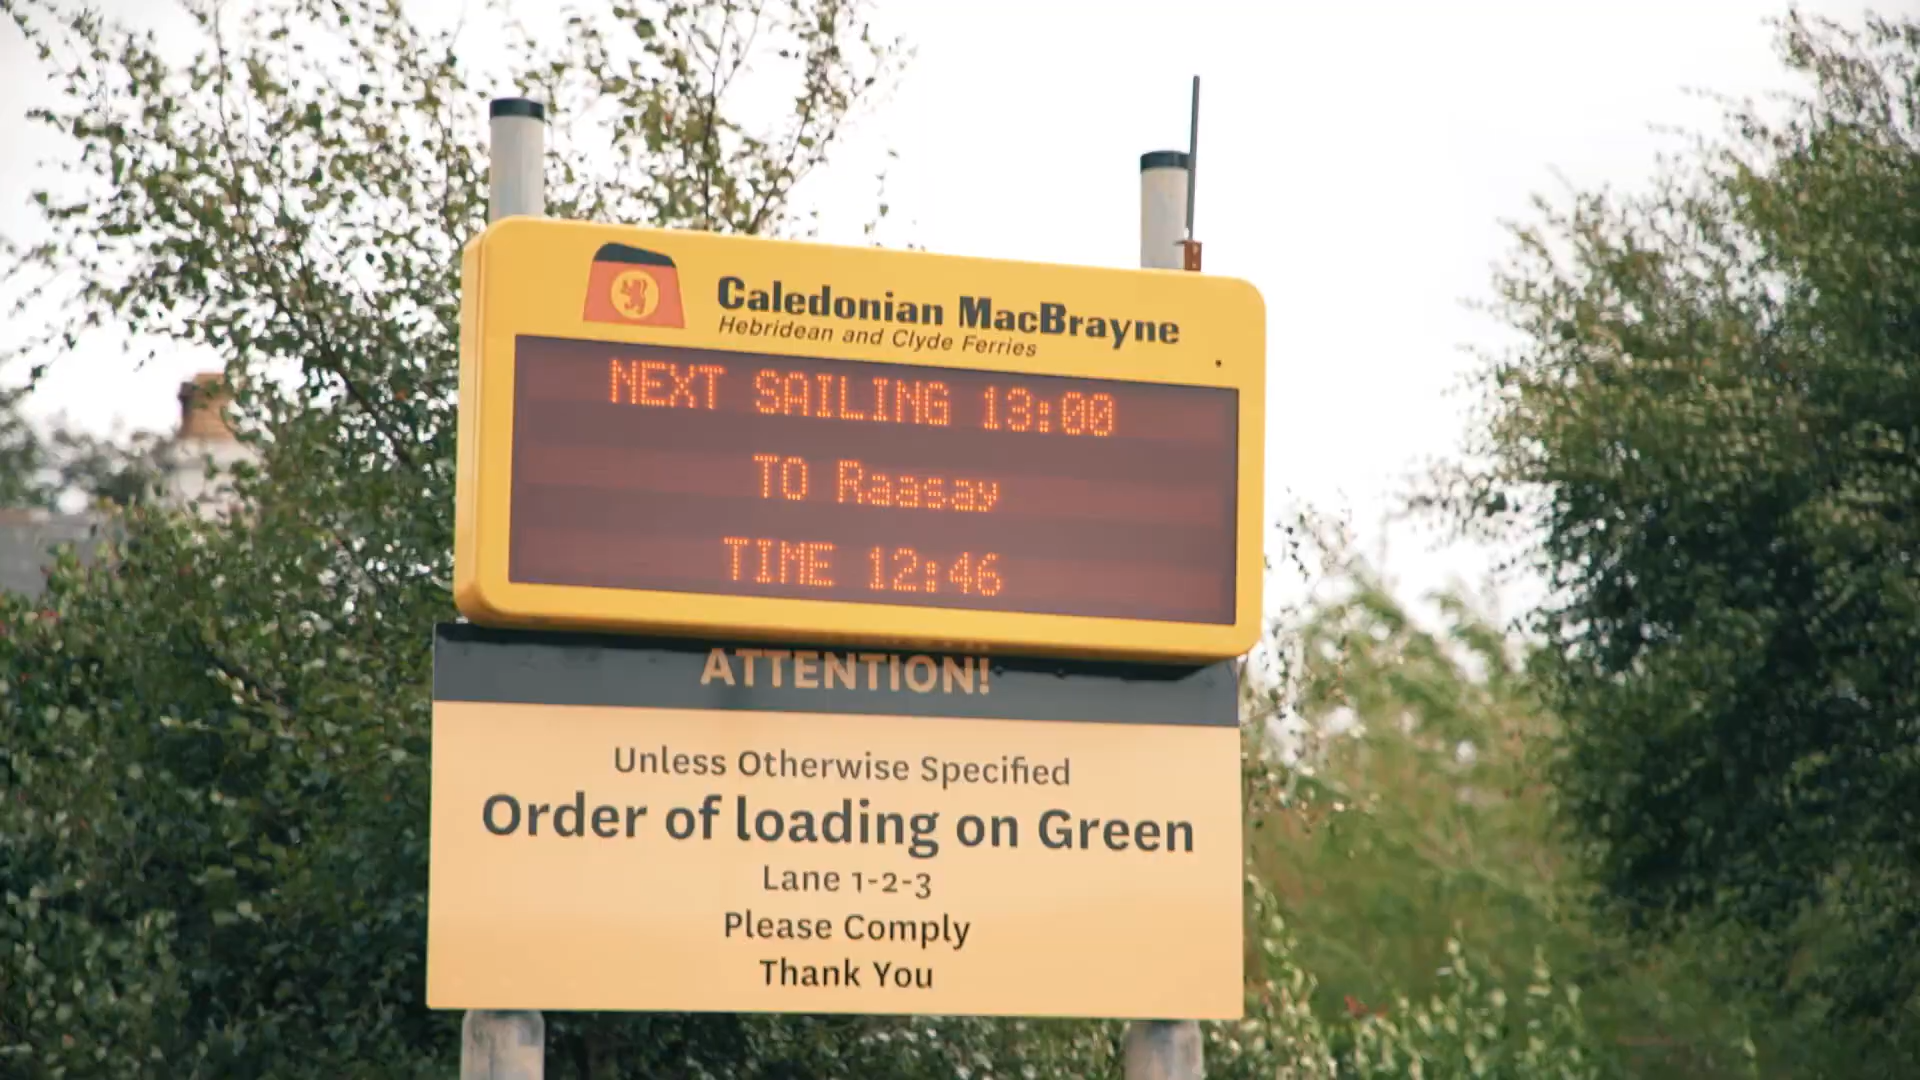 Caledonian MacBrayne
Hebridean and Clyde Ferries
NEXT SAILING 13:00
TO Raasay
TIME 12:46
ATTENTION!
Unless Otherwise Specified
Order of loading on Green
Lane 1-2-3
Please Comply
Thank You